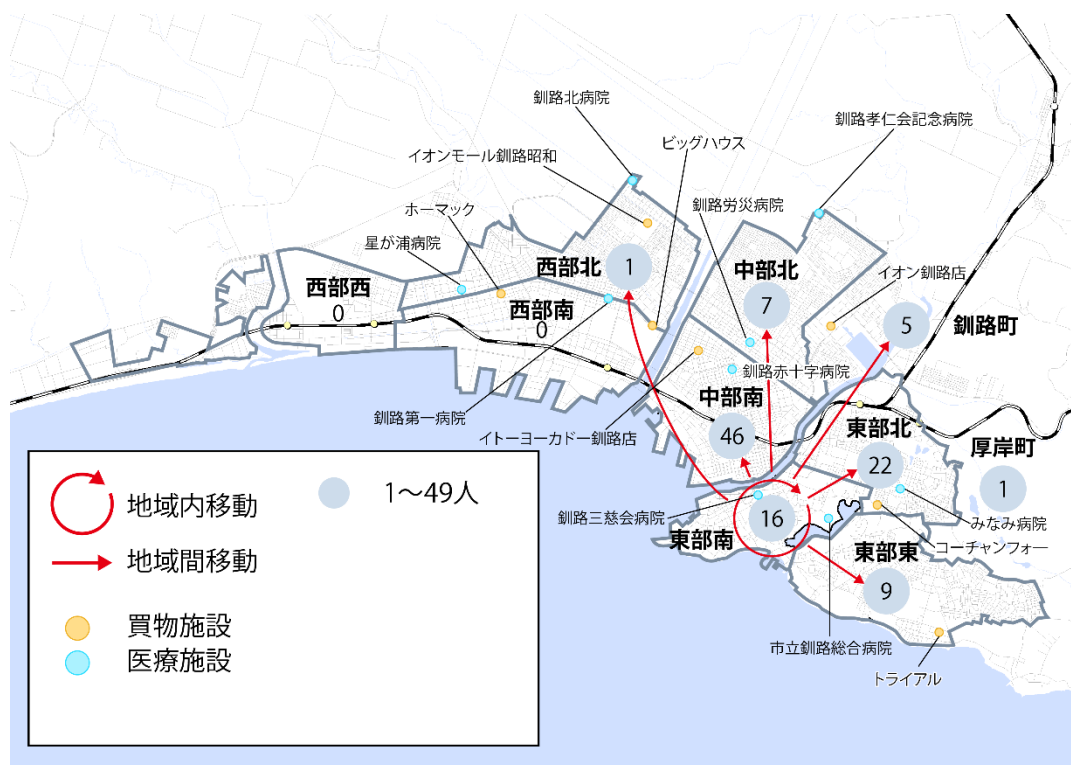 釧路北病院
釧路孝仁会記念病院
ビッグハウス
イオンモール釧路昭和
釧路労災病院
ホーマック
星が浦病院
西部北
1
中部北
7
イオン釧路店
西部西
0
西部南
0
5
釧路町
釧路赤十字病院
中部南
釧路第一病院
イトーヨーカドー釧路店
46
東部北
22
厚岸町
1
地域内移動
1～49人
釧路三慈会病院
16
みなみ病院
東部南
コーチャンフォー
東部東
地域間移動
9
買物施設
医療施設
市立釧路総合病院
トライアル